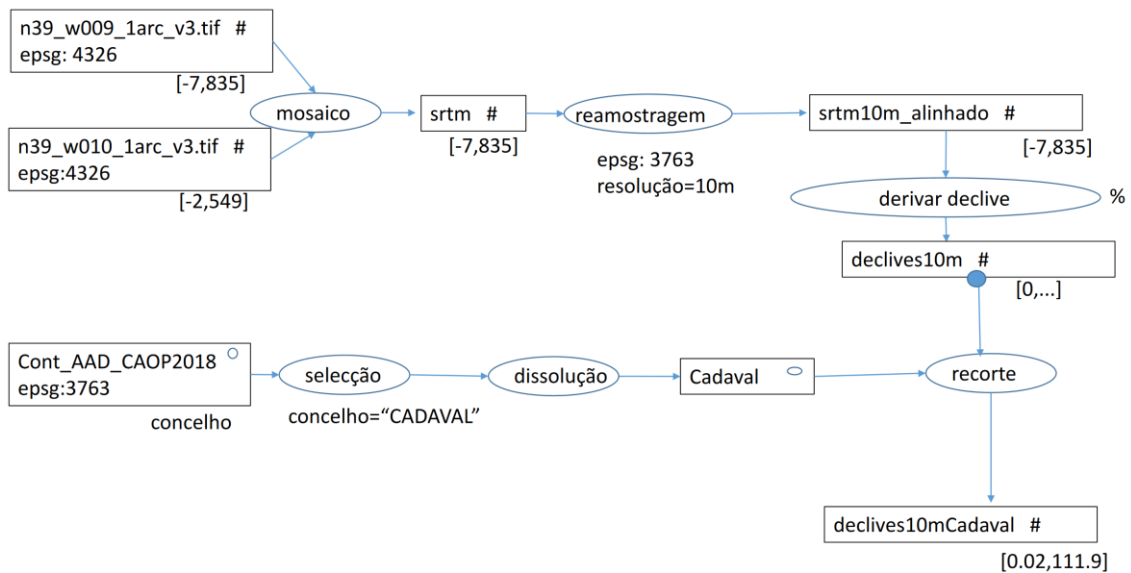 n39_w009_1arc_v3.tif #
epsg: 4326
[-7,835]
mosaico
srtm #
[-7,835]
reamostragem
epsg: 3763
resolução=10m
srtm10m_alinhado #
[-7,835]
n39_w010_1arc_v3.tif #
epsg:4326
[-2,549]
derivar declive
%
declives10m #
[0,...]
Cont_AAD_CAOP2018
epsg:3763
concelho
selecção
concelho=“CADAVAL”
dissolução
Cadaval
recorte
declives10mCadaval #
[0.02,111.9]